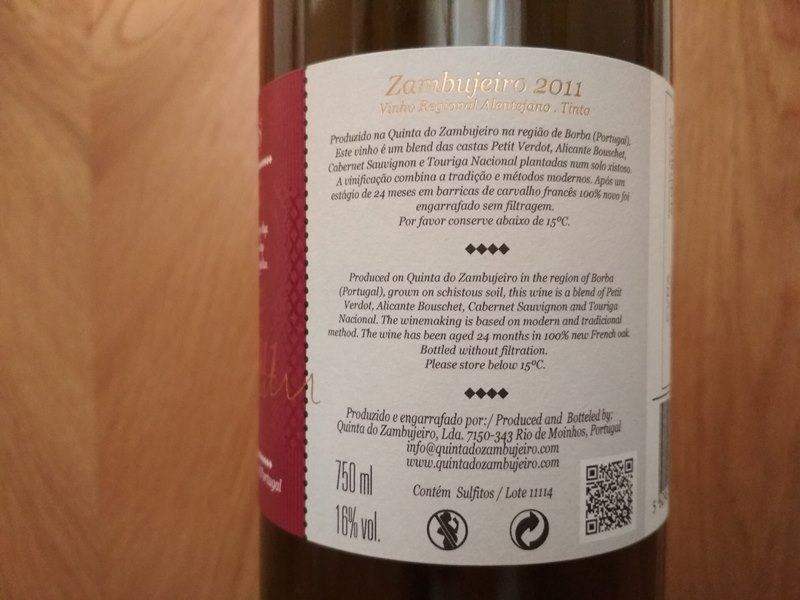 Zambujeiro 2011
Vinho Regional Alentejano . Tinto
Produzido na Quinta do Zambujeiro na região de Borba (Portugal).
Este vinho é um blend das castas Petit Verdot, Alicante Bouschet,
Cabernet Sauvignon e Touriga Nacional plantadas num solo xistoso.
A vinificação combina a tradição e métodos modernos. Após um
estágio de 24 meses em barricas de carvalho francês 100% novo foi
engarrafado sem filtragem.
Por favor conserve abaixo de 15ºC.
Produced on Quinta do Zambujeiro in the region of Borba
(Portugal), grown on schistous soil, this wine is a blend of Petit
Verdot, Alicante Bouschet, Cabernet Sauvignon and Touriga
Nacional. The winemaking is based on modern and traditional
method. The wine has been aged 24 months in 100% new French oak.
Bottled without filtration.
Please store below 15ºC.
Produzido e engarrafado por:/ Produced and Botteled by:
Quinta do Zambujeiro, Lda. 7150-343 Rio de Moinhos, Portugal
info@quintadozambujeiro.com
www.quintadozambujeiro.com
750 ml
Contém Sulfitos / Lote 11114
16% vol.
Portugal